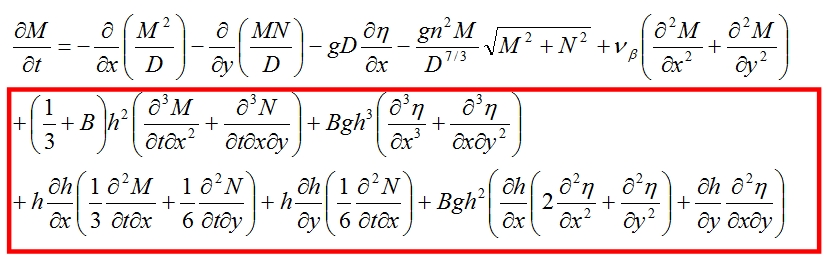 ∂M/∂t = −∂/∂x(M²/D) − ∂/∂y(MN/D) − gD ∂η/∂x − gn²M/D^{7/3} √(M² + N²) + ν_β(∂²M/∂x² + ∂²M/∂y²)
+(1/3 + B)h²(∂³M/∂t∂x² + ∂³N/∂t∂x∂y) + Bgh³(∂³η/∂x³ + ∂³η/∂x∂y²)
+ h ∂h/∂x(1/3 ∂²M/∂t∂x + 1/6 ∂²N/∂t∂y) + h ∂h/∂y(1/6 ∂²N/∂t∂x) + Bgh²(∂h/∂x(2 ∂²η/∂x² + ∂²η/∂y²) + ∂h/∂y ∂²η/∂x∂y)